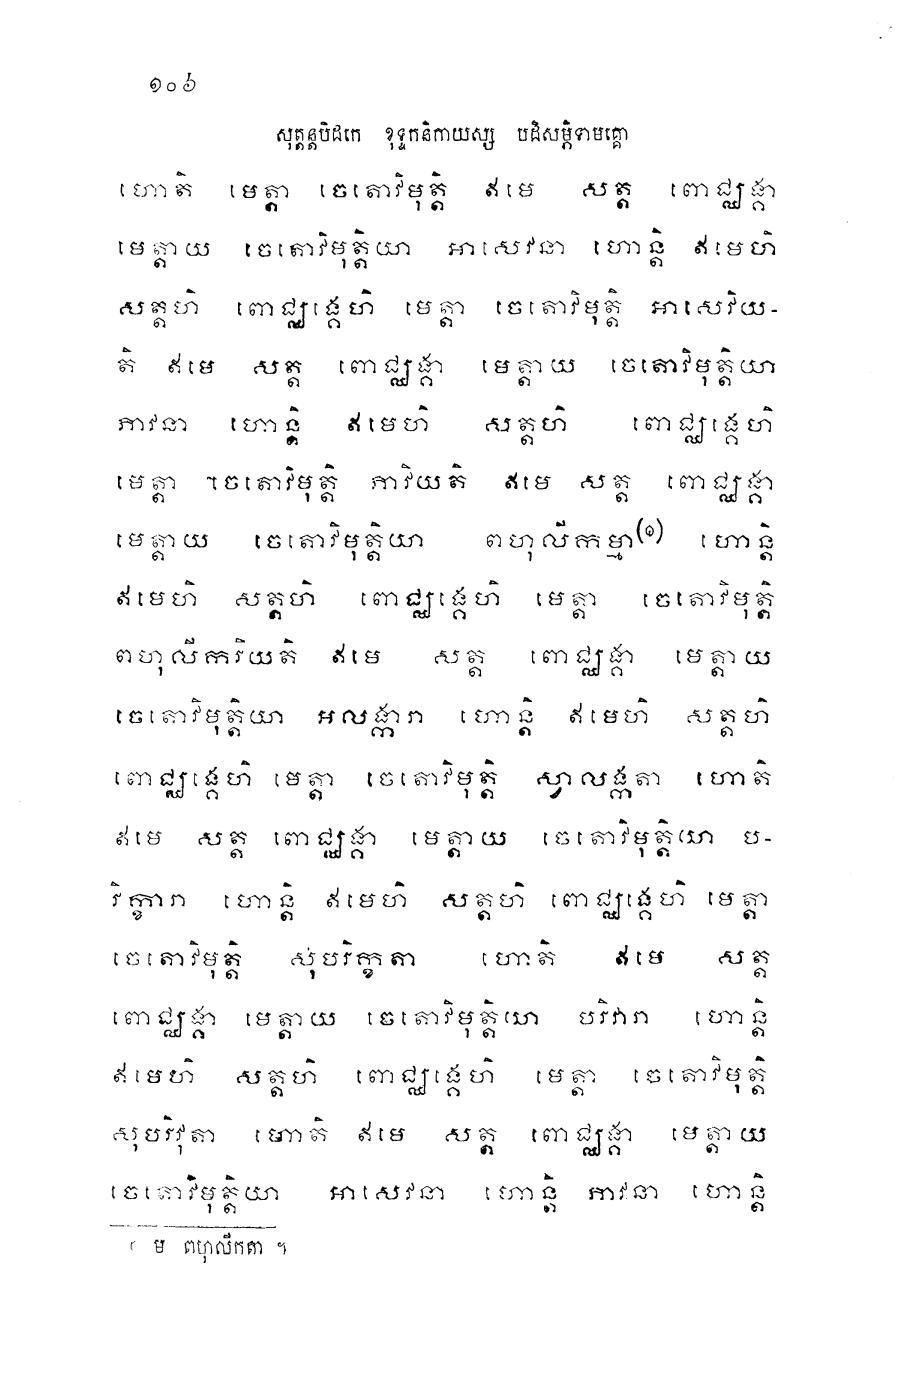 ១០៦
សុត្តន្តបិដកេ ខុទ្ទកនិកាយស្ស បដិសម្ភិទាមគ្គោ
ហោតិ មេត្តា ចេតោវិមុត្តិ ឥមេ សត្ត ពោជ្ឈង្គា
មេត្តាយ ចេតោវិមុត្តិយា អាសេវនា ហោន្តិ ឥមេហិ
សត្តហិ ពោជ្ឈង្គេហិ មេត្តា ចេតោវិមុត្តិ អាសេវិយ-
តិ ឥមេ សត្ត ពោជ្ឈង្គា មេត្តាយ ចេតោវិមុត្តិយា
ភាវនា ហោន្តិ ឥមេហិ សត្តហិ ពោជ្ឈង្គេហិ
មេត្តា ចេតោវិមុត្តិ ភាវិយតិ ឥមេ សត្ត ពោជ្ឈង្គា
មេត្តាយ ចេតោវិមុត្តិយា ពហុលីកម្មា(១) ហោន្តិ
ឥមេហិ សត្តហិ ពោជ្ឈង្គេហិ មេត្តា ចេតោវិមុត្តិ
ពហុលីករិយតិ ឥមេ សត្ត ពោជ្ឈង្គា មេត្តាយ
ចេតោវិមុត្តិយា អលង្ការា ហោន្តិ ឥមេហិ សត្តហិ
ពោជ្ឈង្គេហិ មេត្តា ចេតោវិមុត្តិ ស្វាលង្កតា ហោតិ
ឥមេ សត្ត ពោជ្ឈង្គា មេត្តាយ ចេតោវិមុត្តិយា ប-
រិក្ខារា ហោន្តិ ឥមេហិ សត្តហិ ពោជ្ឈង្គេហិ មេត្តា
ចេតោវិមុត្តិ សុបរិក្ខតា ហោតិ ឥមេ សត្ត
ពោជ្ឈង្គា មេត្តាយ ចេតោវិមុត្តិយា បរិវារា ហោន្តិ
ឥមេហិ សត្តហិ ពោជ្ឈង្គេហិ មេត្តា ចេតោវិមុត្តិ
សុបរិវុតា ហោតិ ឥមេ សត្ត ពោជ្ឈង្គា មេត្តាយ
ចេតោវិមុត្តិយា អាសេវនា ហោន្តិ ភាវនា ហោន្តិ
ម ពហុលីកតា ។